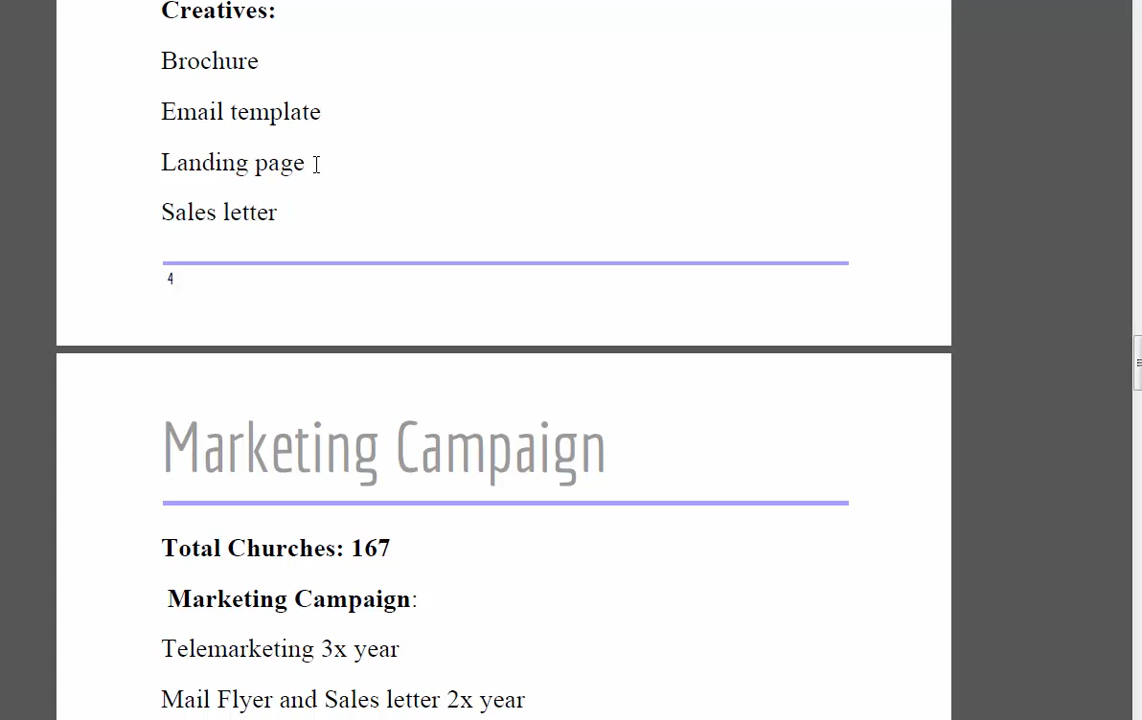 Creatives:
Brochure
Email template
Landing page
Sales letter
4
Marketing Campaign
Total Churches: 167
Marketing Campaign:
Telemarketing 3x year
Mail Flyer and Sales letter 2x year